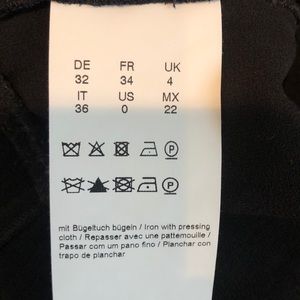 DE FR UK
32 34 4
IT US MX
36 0 22
P
P
mit Bügeltuch bügeln / Iron with pressing
cloth / Repasser avec une pattemouille /
Passar com um pano fino / Planchar con
trapo de planchar